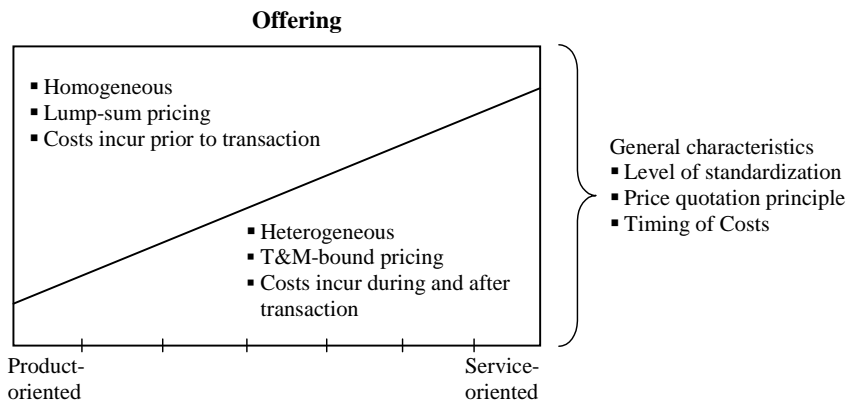 Offering
▪ Homogeneous
▪ Lump-sum pricing
▪ Costs incur prior to transaction
▪ Heterogeneous
▪ T&M-bound pricing
▪ Costs incur during and after
transaction
General characteristics
▪ Level of standardization
▪ Price quotation principle
▪ Timing of Costs
Product-
oriented
Service-
oriented